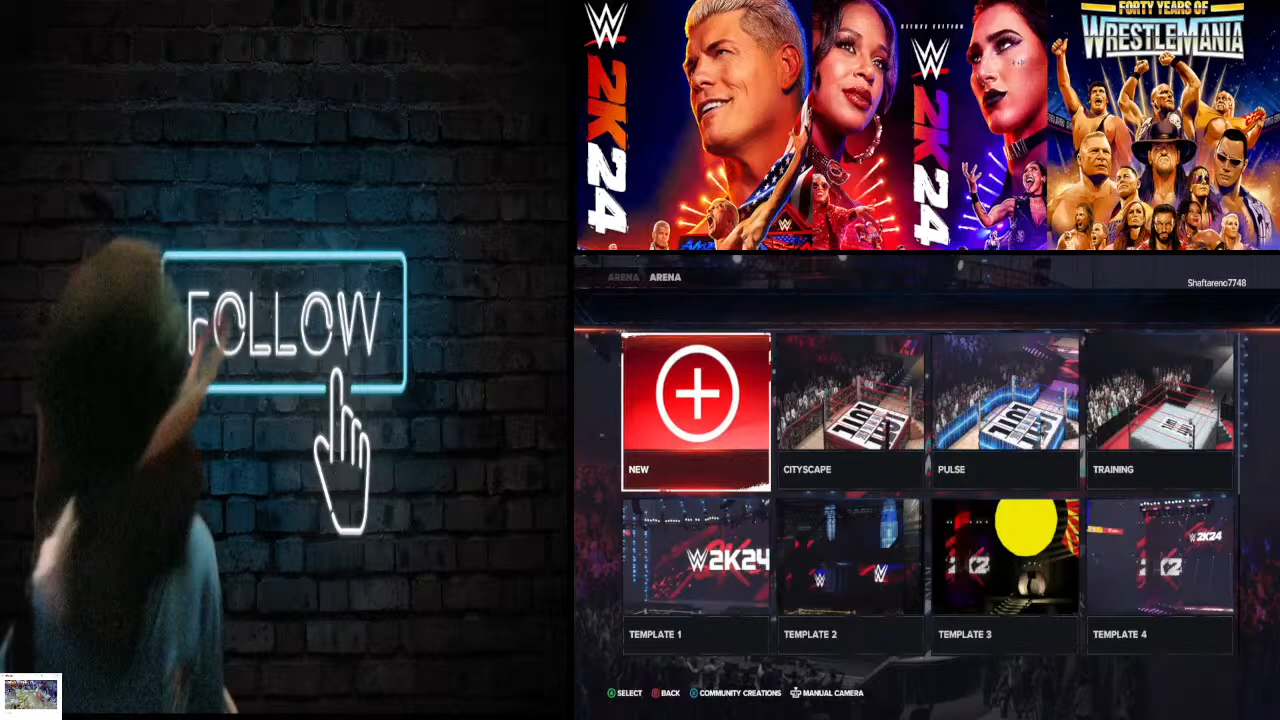 FOLLOW
W
2K24
DELUXE EDITION
W
2K24
FORTY YEARS OF
WRESTLEMANIA
ARENA ARENA
Shaftareno7748
NEW
CITYSCAPE
PULSE
TRAINING
W2K24
TEMPLATE 1
TEMPLATE 2
TEMPLATE 3
2K24
TEMPLATE 4
A SELECT B BACK X COMMUNITY CREATIONS MANUAL CAMERA